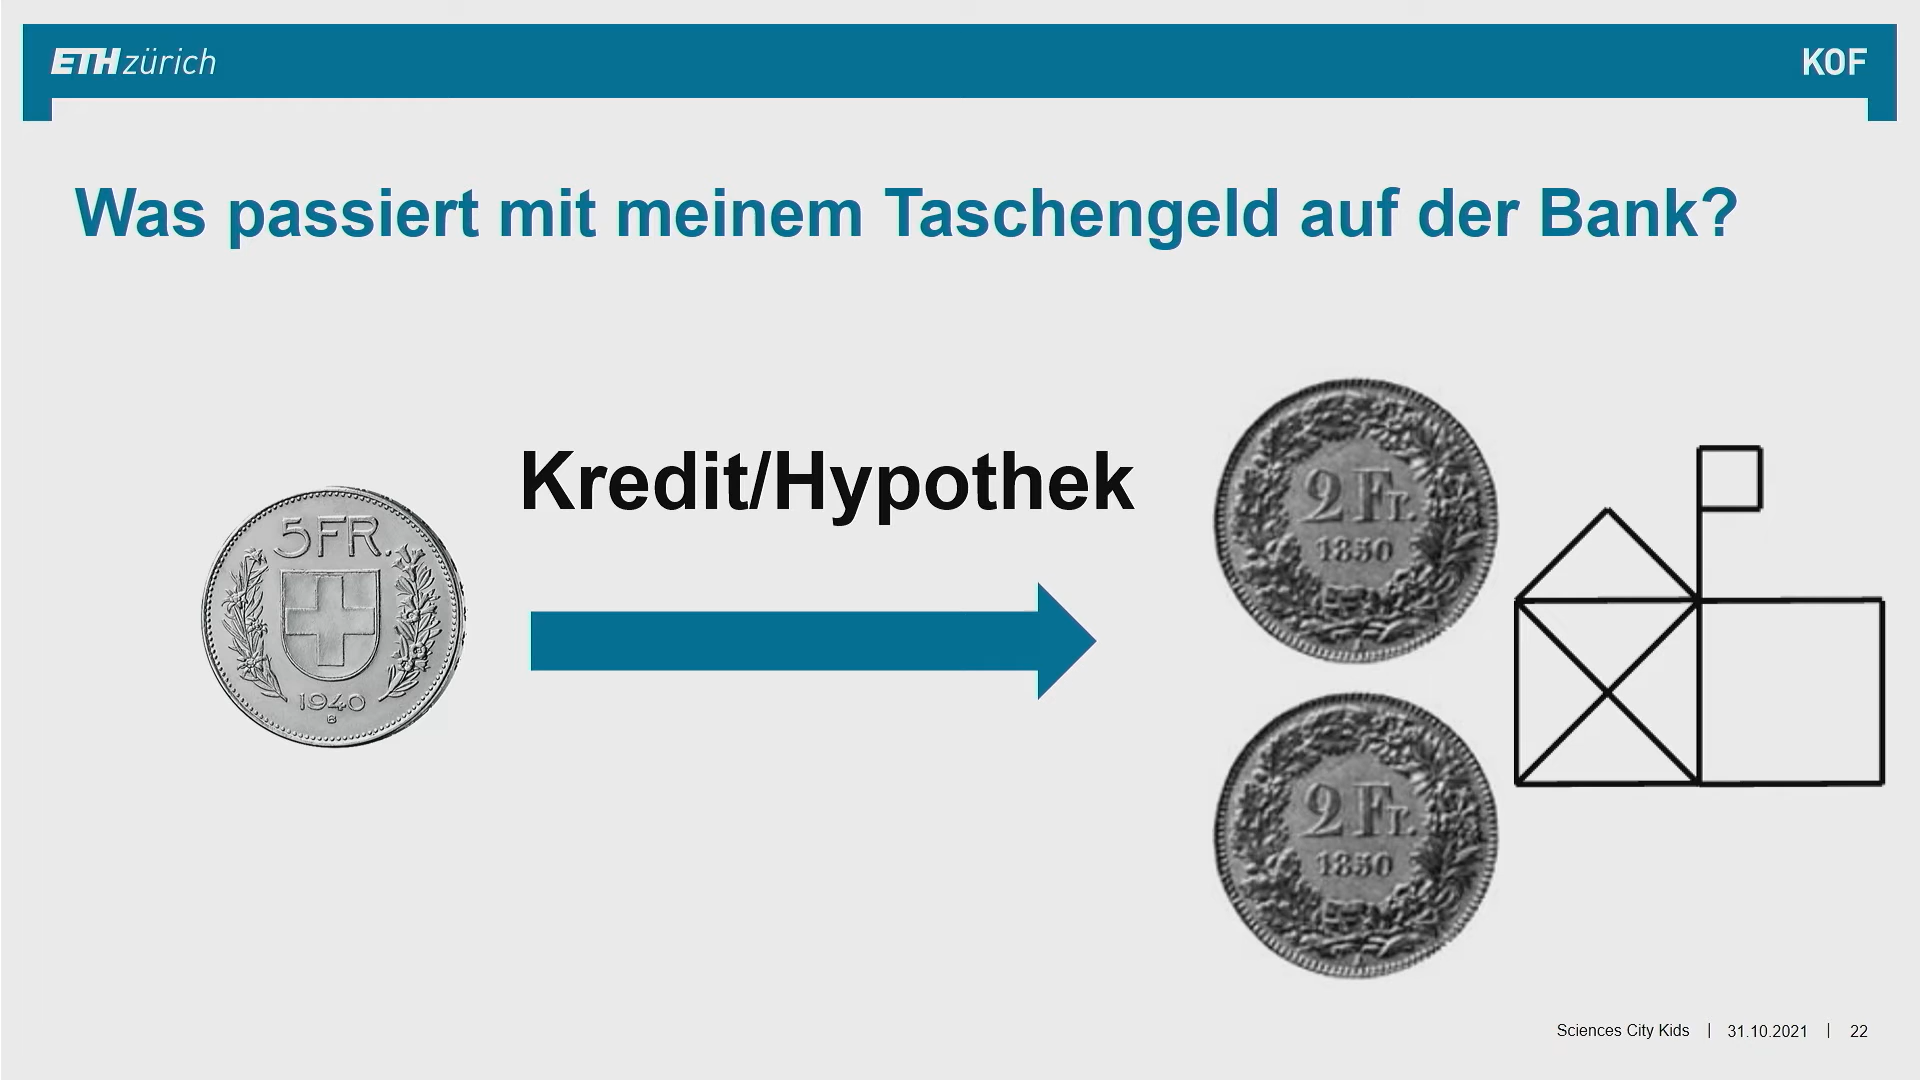 ETH zürich
KOF
Was passiert mit meinem Taschengeld auf der Bank?
Kredit/Hypothek
5FR.
1940
B
2 Fr.
1850
2 Fr.
1850
Sciences City Kids | 31.10.2021 | 22